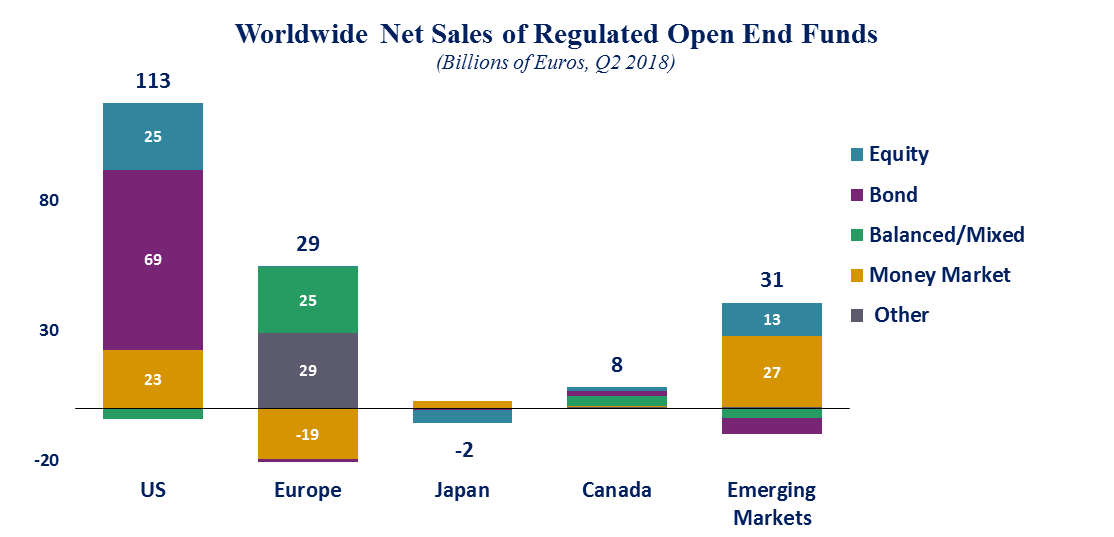 Worldwide Net Sales of Regulated Open End Funds
(Billions of Euros, Q2 2018)
113
25
69
23
80
30
-20
29
25
29
-19
-2
8
31
13
27
Equity
Bond
Balanced/Mixed
Money Market
Other
US
Europe
Japan
Canada
Emerging
Markets